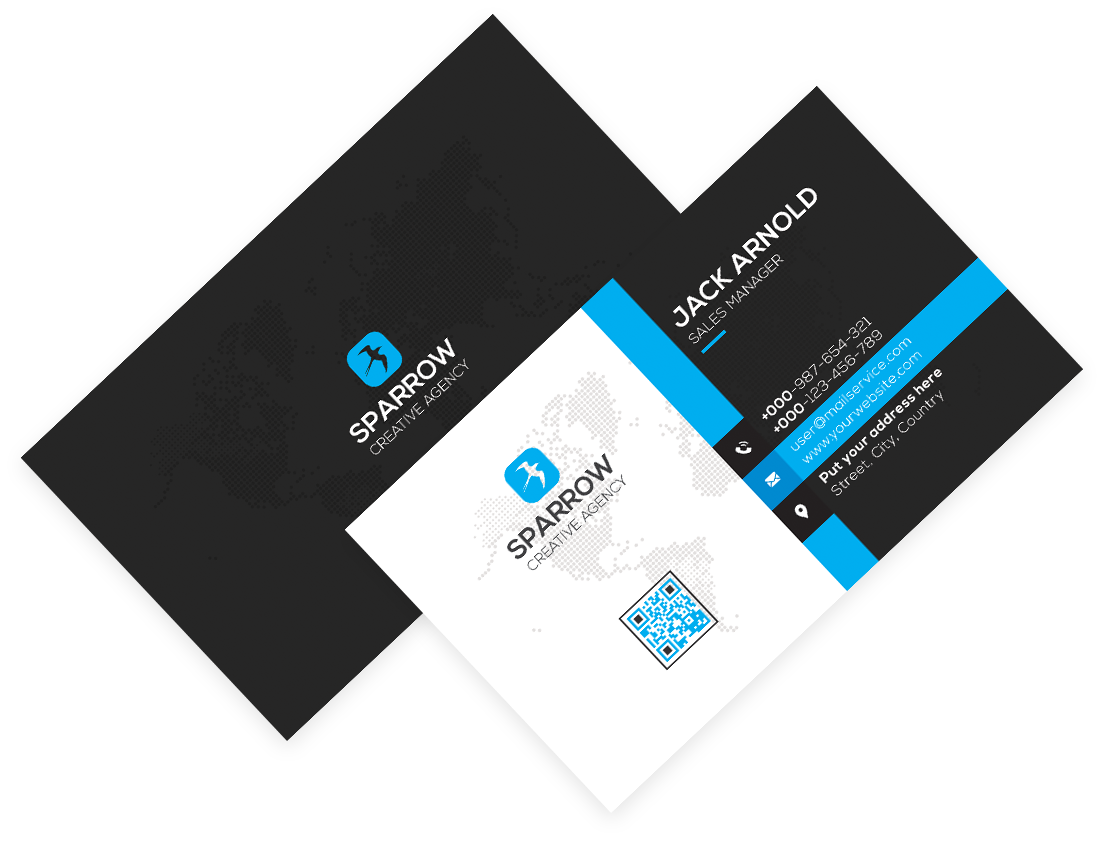 SPARROW
CREATIVE AGENCY
SPARROW
CREATIVE AGENCY
JACK ARNOLD
SALES MANAGER
+000-987-654-321
+000-123-456-789
user@mailservice.com
www.yourwebsite.com
Put your address here
Street, City, Country